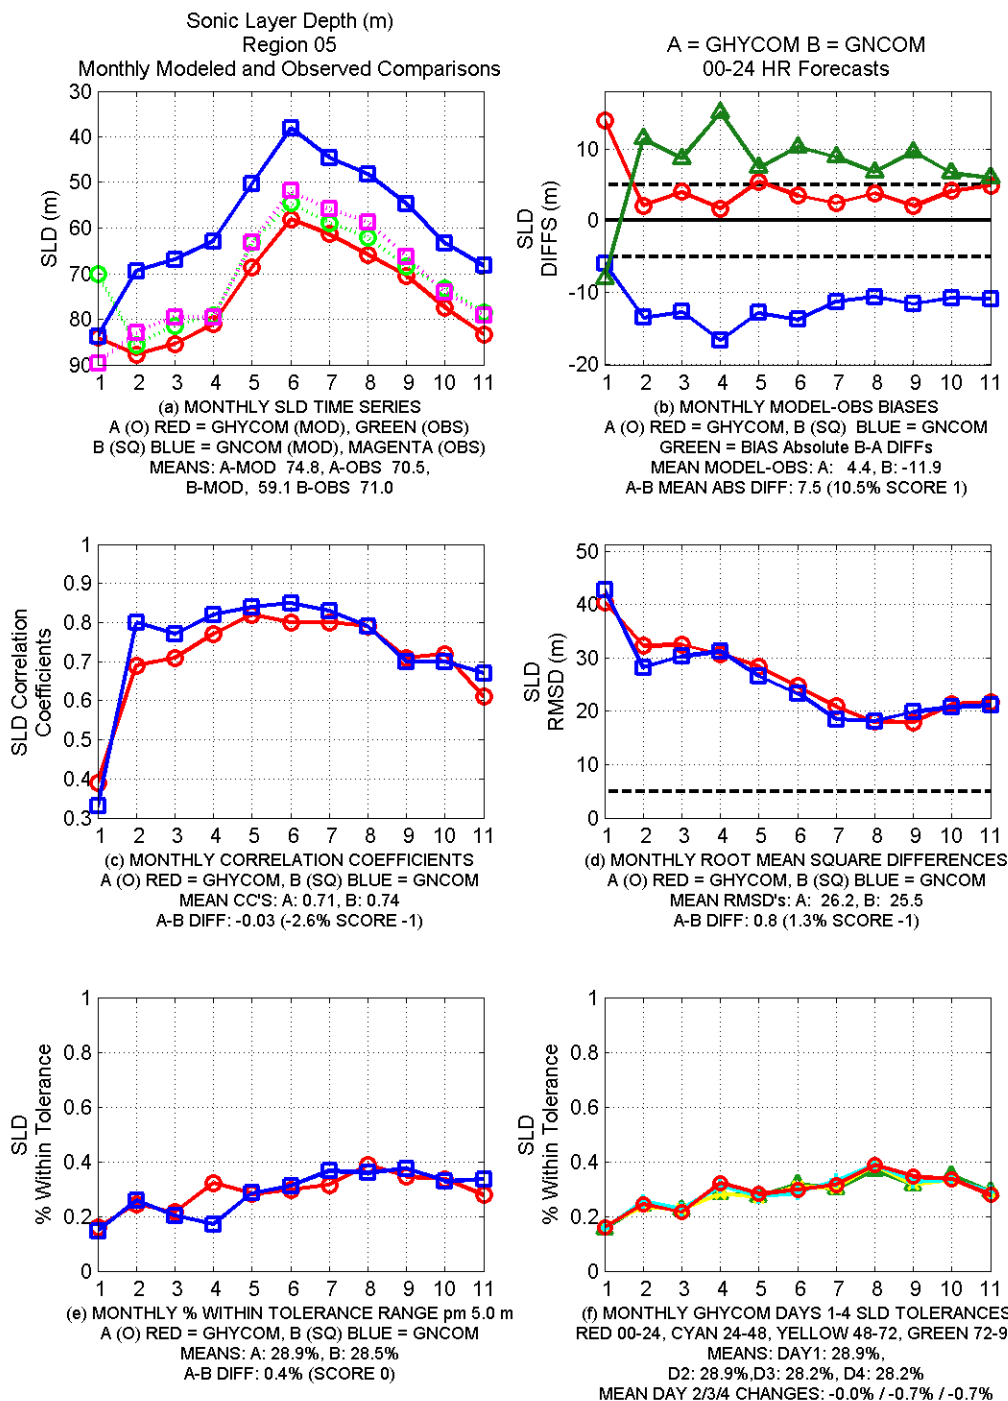 Sonic Layer Depth (m)
Region 05
Monthly Modeled and Observed Comparisons
A = GHYCOM B = GNCOM
00-24 HR Forecasts
30
40
50
60
70
80
90
SLD (m)
1 2 3 4 5 6 7 8 9 10 11
(a) MONTHLY SLD TIME SERIES
A (O) RED = GHYCOM (MOD), GREEN (OBS)
B (SQ) BLUE = GNCOM (MOD), MAGENTA (OBS)
MEANS: A-MOD 74.8, A-OBS 70.5,
B-MOD, 59.1 B-OBS 71.0
10
0
-10
-20
SLD
DIFFS
1 2 3 4 5 6 7 8 9 10 11
(b) MONTHLY MODEL-OBS BIASES
A (O) RED = GHYCOM, B (SQ) BLUE = GNCOM
GREEN = BIAS Absolute B-A DIFFs
MEAN MODEL-OBS: A: 4.4, B: -11.9
A-B MEAN ABS DIFF: 7.5 (10.5% SCORE 1)
1
0.9
0.8
0.7
0.6
0.5
0.4
0.3
SLD Correlation
Coefficients
1 2 3 4 5 6 7 8 9 10 11
(c) MONTHLY CORRELATION COEFFICIENTS
A (O) RED = GHYCOM, B (SQ) BLUE = GNCOM
MEAN CC'S: A: 0.71, B: 0.74
A-B DIFF: -0.03 (-2.6% SCORE -1)
50
40
30
20
10
0
SLD
RMSD (m)
1 2 3 4 5 6 7 8 9 10 11
(d) MONTHLY ROOT MEAN SQUARE DIFFERENCES
A (O) RED = GHYCOM, B (SQ) BLUE = GNCOM
MEAN RMSD's: A: 26.2, B: 25.5
A-B DIFF: 0.8 (1.3% SCORE -1)
1
0.8
0.6
0.4
0.2
0
SLD
% Within Tolerance
1 2 3 4 5 6 7 8 9 10 11
(e) MONTHLY % WITHIN TOLERANCE RANGE pm 5.0 m
A (O) RED = GHYCOM, B (SQ) BLUE = GNCOM
MEANS: A: 28.9%, B: 28.5%
A-B DIFF: 0.4% (SCORE 0)
1
0.8
0.6
0.4
0.2
0
SLD
% Within Tolerance
1 2 3 4 5 6 7 8 9 10 11
(f) MONTHLY GHYCOM DAYS 1-4 SLD TOLERANCES
RED 00-24, CYAN 24-48, YELLOW 48-72, GREEN 72-9
MEANS: DAY1: 28.9%,
D2: 28.9%,D3: 28.2%, D4: 28.2%
MEAN DAY 2/3/4 CHANGES: -0.0% / -0.7% / -0.7%